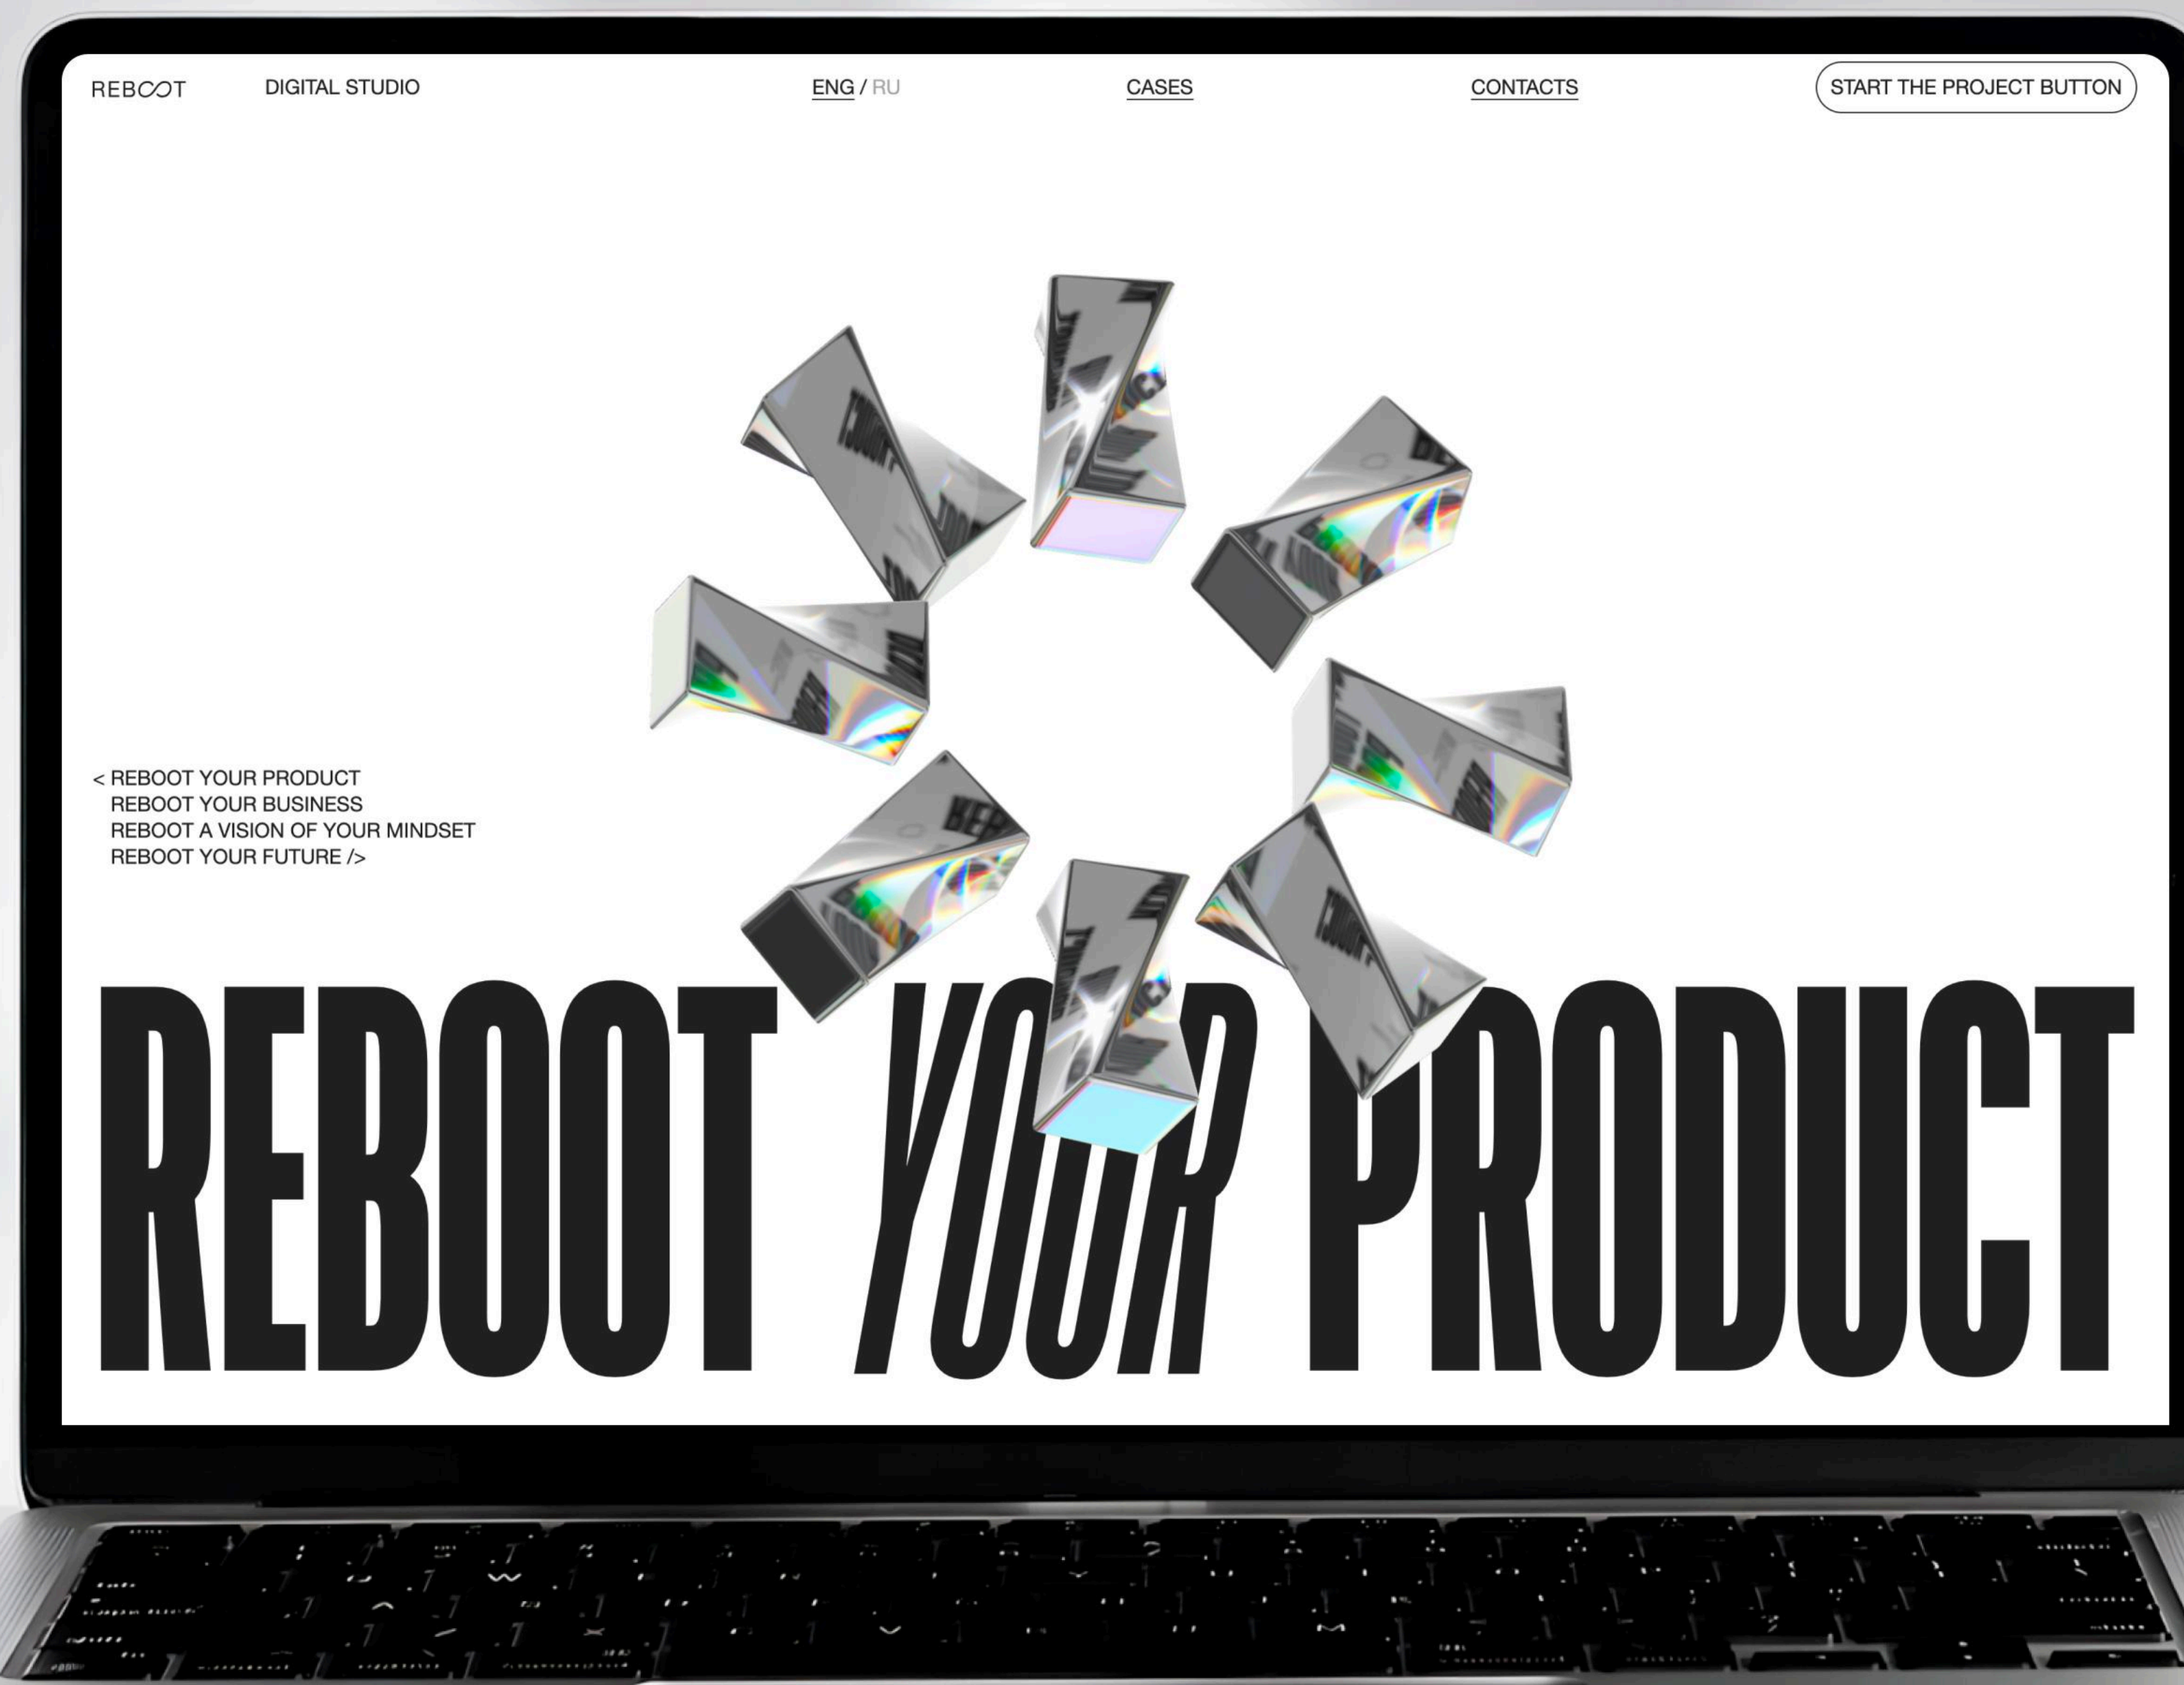 REBOOT
DIGITAL STUDIO
ENG / RU
CASES
CONTACTS
START THE PROJECT BUTTON
< REBOOT YOUR PRODUCT
REBOOT YOUR BUSINESS
REBOOT A VISION OF YOUR MINDSET
REBOOT YOUR FUTURE />
REBOOT YOUR PRODUCT